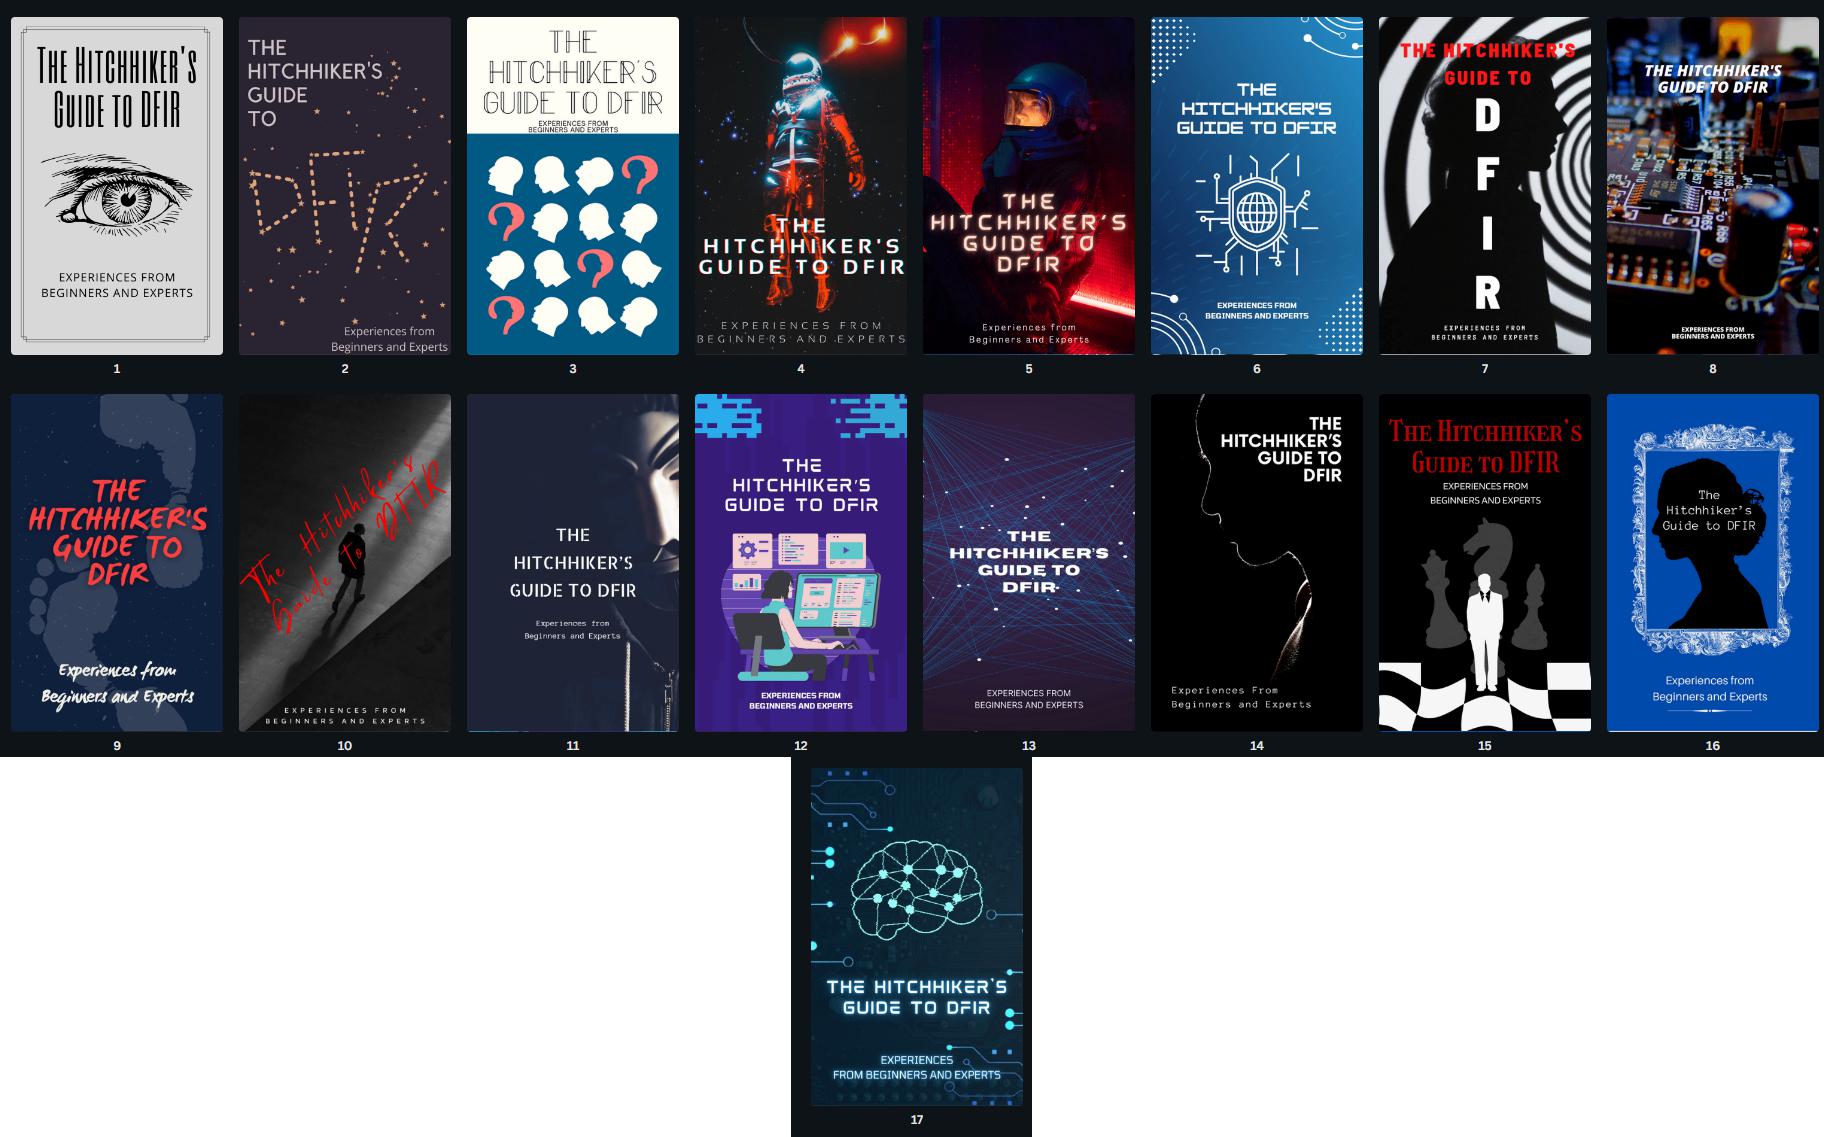 The Hitchhiker's
Guide to DFIR
EXPERIENCES FROM
BEGINNERS AND EXPERTS
1
THE
HITCHHIKER'S
GUIDE
TO
DFIR
Experiences from
Beginners and Experts
2
THE
HITCHHIKER'S
GUIDE TO DFIR
EXPERIENCES FROM
BEGINNERS AND EXPERTS
3
THE
HITCHHIKER'S
GUIDE TO DFIR
EXPERIENCES FROM
BEGINNERS AND EXPERTS
4
THE
HITCHHIKER'S
GUIDE TO
DFIR
Experiences from
Beginners and Experts
5
THE
HITCHHIKER'S
GUIDE TO DFIR
EXPERIENCES FROM
BEGINNERS AND EXPERTS
6
THE HITCHHIKER'S
GUIDE TO
D
F
I
R
EXPERIENCES FROM
BEGINNERS AND EXPERTS
7
THE HITCHHIKER'S
GUIDE TO DFIR
EXPERIENCES FROM
BEGINNERS AND EXPERTS
8
THE
HITCHHIKER'S
GUIDE TO
DFIR
Experiences from
Beginners and Experts
9
The Hitchhiker's
Guide to DFIR
EXPERIENCES FROM
BEGINNERS AND EXPERTS
10
THE
HITCHHIKER'S
GUIDE TO DFIR
Experiences from
Beginners and Experts
11
THE
HITCHHIKER'S
GUIDE TO DFIR
EXPERIENCES FROM
BEGINNERS AND EXPERTS
12
THE
HITCHHIKER'S
GUIDE TO
DFIR
EXPERIENCES FROM
BEGINNERS AND EXPERTS
13
THE
HITCHHIKER'S
GUIDE TO
DFIR
Experiences From
Beginners and Experts
14
The Hitchhiker's
Guide to DFIR
EXPERIENCES FROM
BEGINNERS AND EXPERTS
15
The
Hitchhiker's
Guide to DFIR
Experiences from
Beginners and Experts
16
THE HITCHHIKER'S
GUIDE TO DFIR
EXPERIENCES
FROM BEGINNERS AND EXPERTS
17